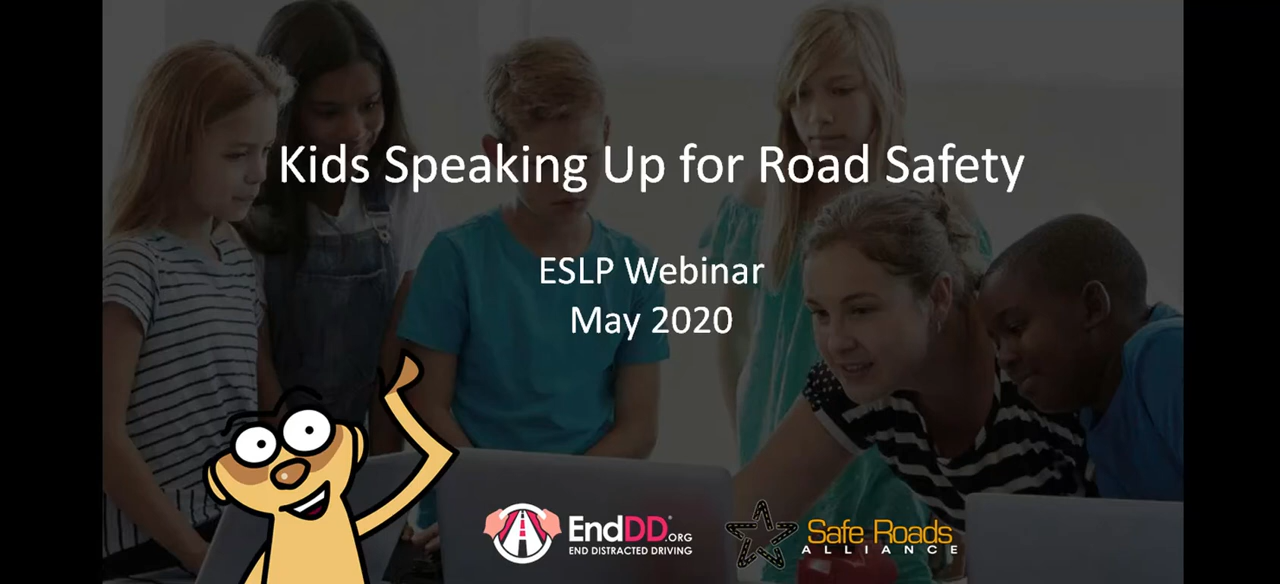 Kids Speaking Up for Road Safety
ESLP Webinar
May 2020
EndDD.ORG
END DISTRACTED DRIVING
Safe Roads
ALLIANCE